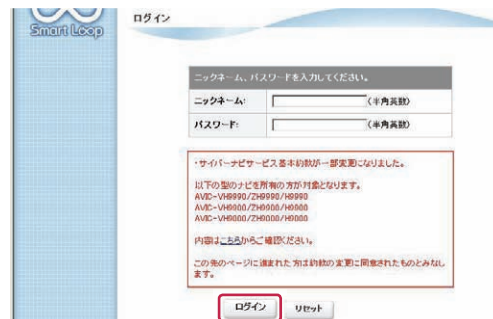 Smart Loop
ログイン
ニックネーム、パスワードを入力してください。
ニックネーム: (半角英数)
パスワード: (半角英数)
・サイバーナビサービス基本約款が一部変更になりました。
以下の型のナビを所有の方が対象となります。
AVIC-VH9990/ZH9990/H9990
AVIC-VH9900/ZH9900/H9900
AVIC-VH9000/ZH9000/H9000
内容はこちらからご確認ください。
この先のページに進まれた方は約款の変更に同意されたものとみなし
ます。
ログイン リセット